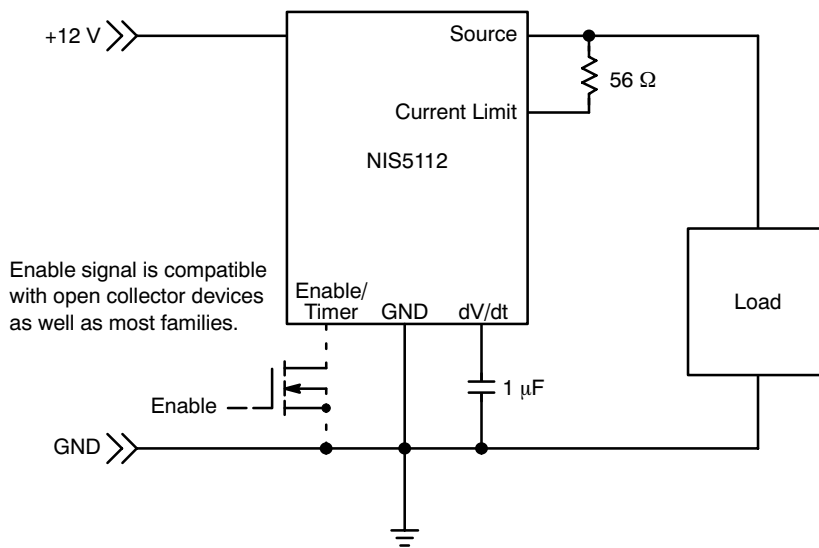 +12 V
Source
56 Ω
Current Limit
NIS5112
Enable signal is compatible
with open collector devices
as well as most families.
Enable/
Timer
GND
dV/dt
Load
1 μF
Enable
GND